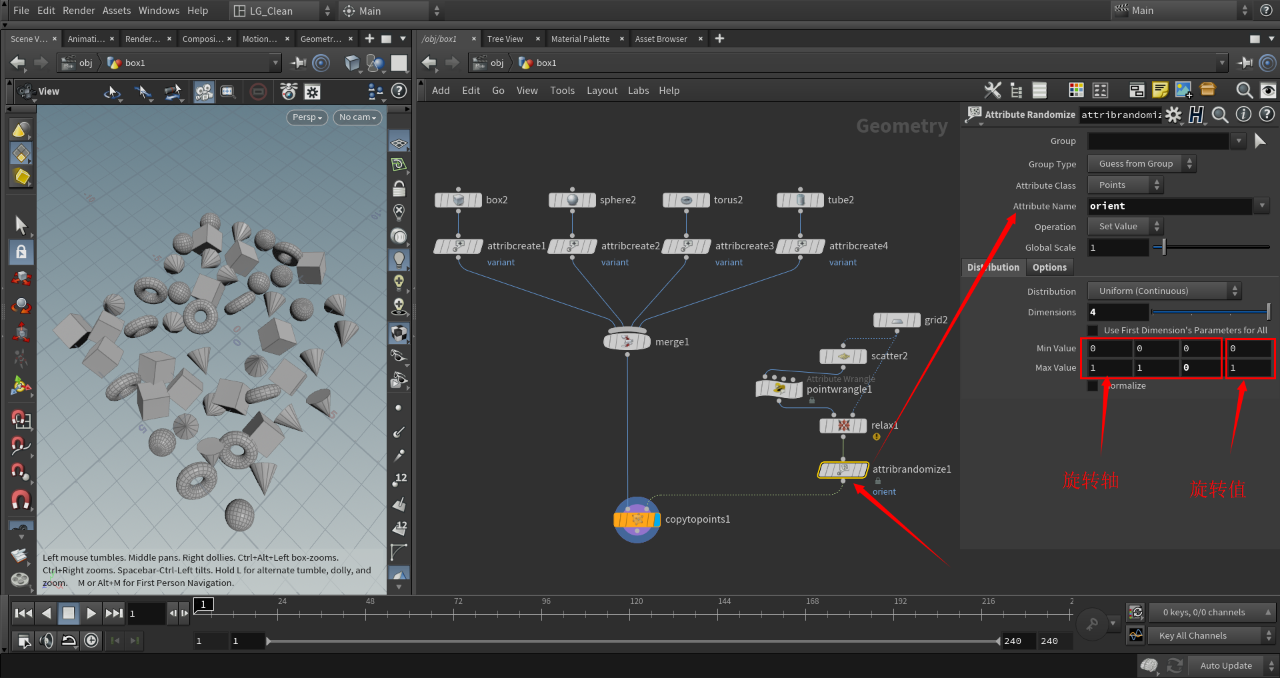 File Edit Render Assets Windows Help LG_Clean Main Main
Scene V... Animati... Render... Composi... Motion... Geometr...
/obj/box1 Tree View Material Palette Asset Browser
obj box1
obj box1
View
Add Edit Go View Tools Layout Labs Help
Persp No cam
Geometry
Attribute Randomize attribrandomiz
Group
Group Type Guess from Group
Attribute Class Points
Attribute Name orient
Operation Set Value
Global Scale 1
Distribution Options
Distribution Uniform (Continuous)
Dimensions 4
Use First Dimension's Parameters for All
Min Value 0 0 0 0
Max Value 1 1 0 1
旋转轴
旋转值
box2 sphere2 torus2 tube2
attribcreate1 attribcreate2 attribcreate3 attribcreate4
variant variant variant variant
grid2
merge1
scatter2
Attribute Wrangle
pointwrangle1
relax1
attribrandomize1
orient
copytopoints1
12
12
Left mouse tumbles. Middle pans. Right dollies. Ctrl+Alt+Left box-zooms.
Ctrl+Right zooms. Spacebar-Ctrl-Left tilts. Hold L for alternate tumble, dolly, and
zoom. M or Alt+M for First Person Navigation.
1 1 24 48 72 96 120 144 168 192 216 2
0 keys, 0/0 channels
1 1 240 240
Key All Channels
Auto Update